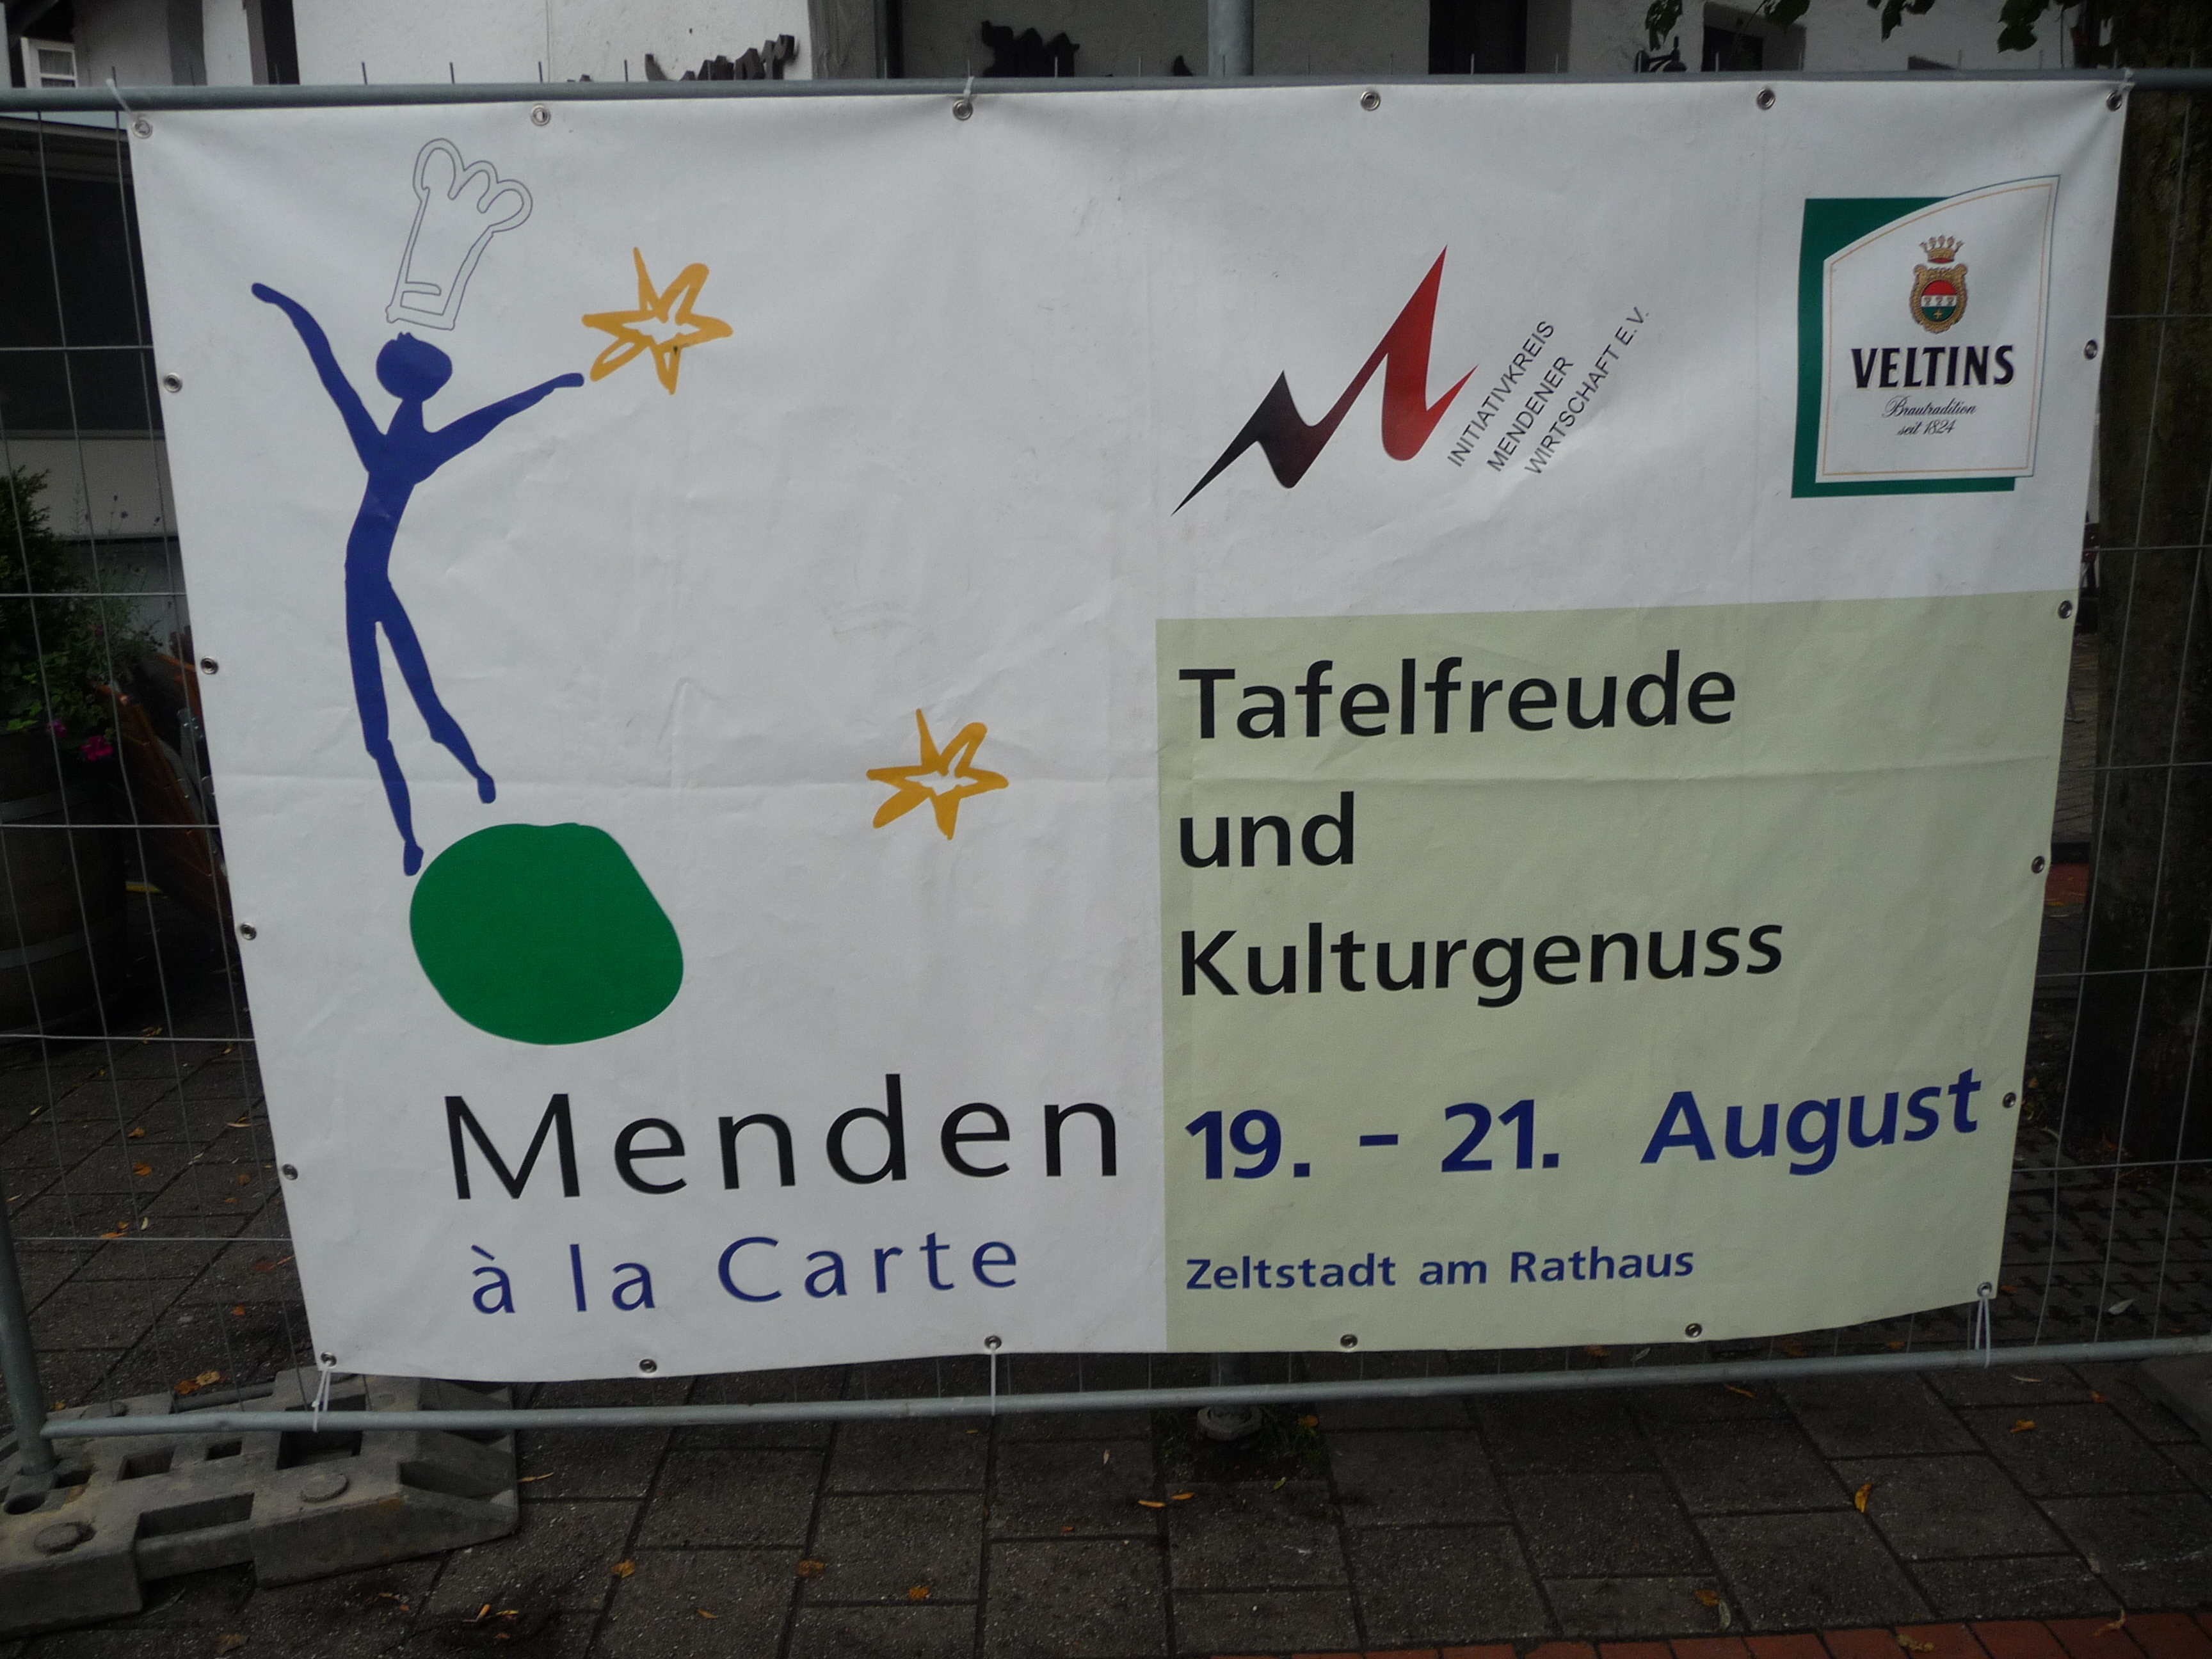 Menden
à la Carte
INITIATIVKREIS
MENDENER
WIRTSCHAFT E.V.
VELTINS
Brautradition
seit 1824
Tafelfreude
und
Kulturgenuss
19. - 21. August
Zeltstadt am Rathaus